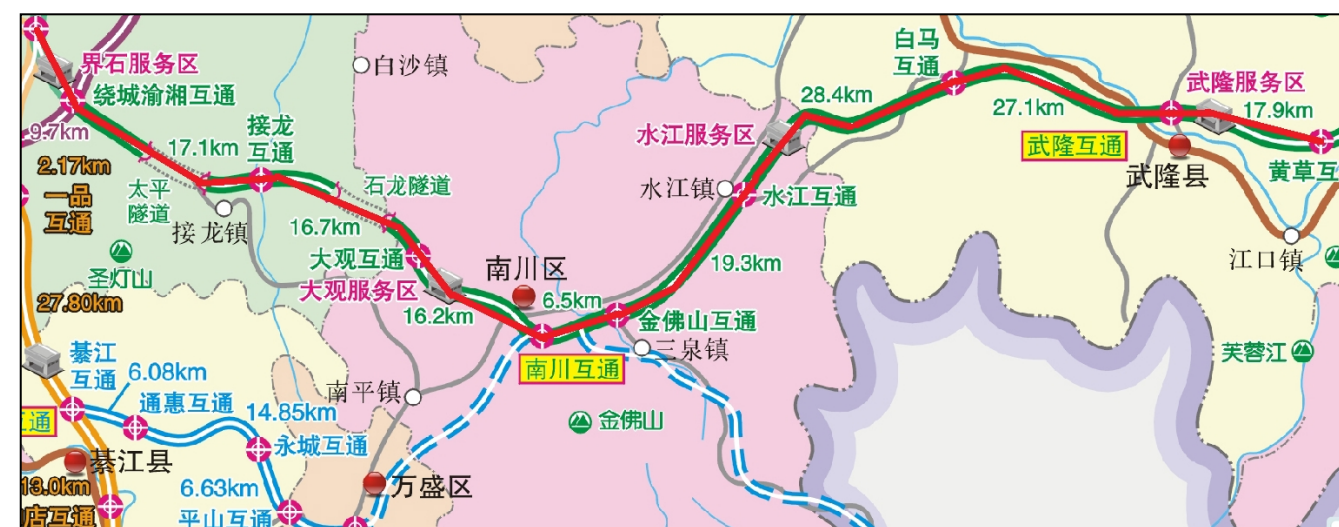 界石服务区
绕城渝湘互通
9.7km
17.1km
接龙
互通
太平
隧道
接龙镇
2.17km
一品
互通
圣灯山
27.80km
白沙镇
石龙隧道
16.7km
大观互通
大观服务区
16.2km
南川区
6.5km
金佛山互通
三泉镇
南川互通
南平镇
金佛山
綦江
互通
6.08km
通惠互通
14.85km
永城互通
互通
綦江县
13.0km
店互通
6.63km
平山互通
万盛区
19.3km
水江镇
水江互通
水江服务区
28.4km
白马
互通
27.1km
武隆互通
武隆服务区
17.9km
武隆县
黄草互
江口镇
芙蓉江